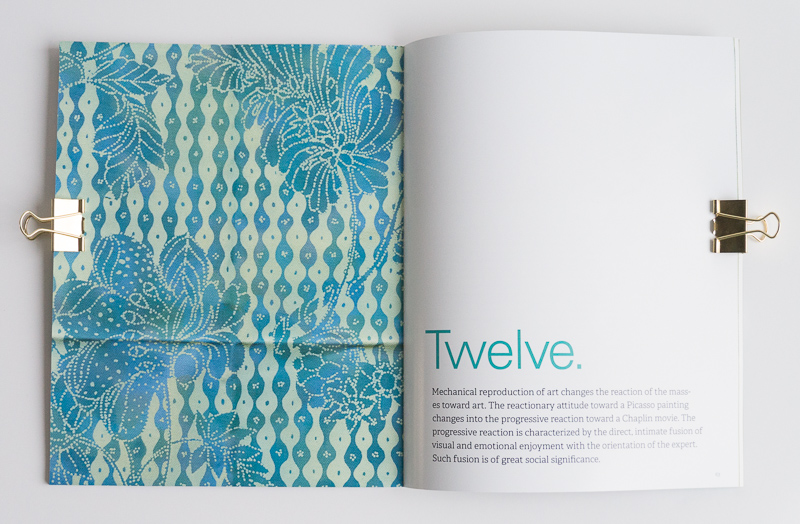 Twelve.
Mechanical reproduction of art changes the reaction of the mass-
es toward art. The reactionary attitude toward a Picasso painting
changes into the progressive reaction toward a Chaplin movie. The
progressive reaction is characterized by the direct, intimate fusion of
visual and emotional enjoyment with the orientation of the expert.
Such fusion is of great social significance.